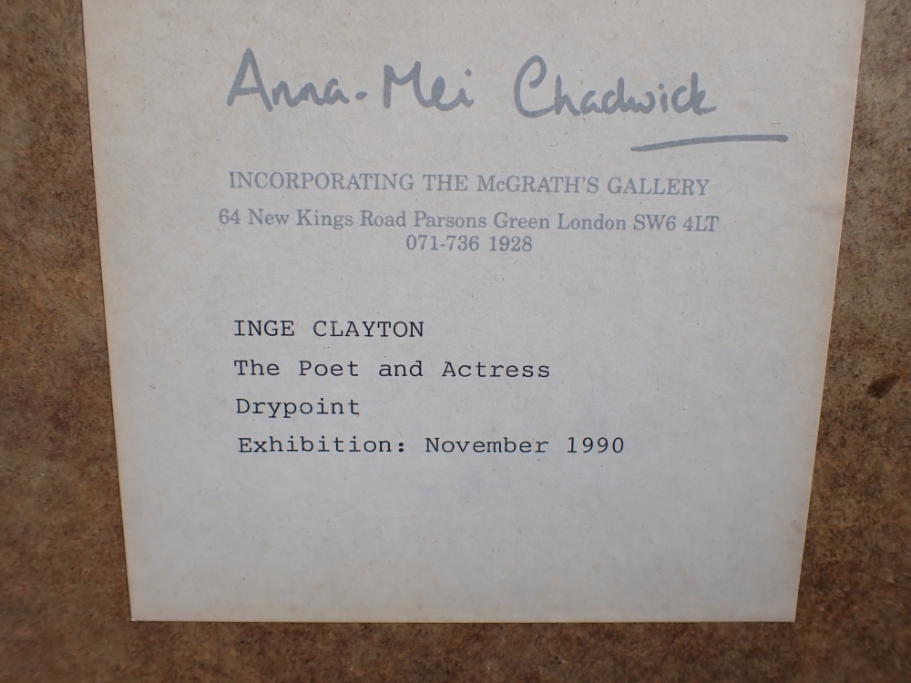 Anna-Mei Chadwick
INCORPORATING THE McGRATH'S GALLERY
64 New Kings Road Parsons Green London SW6 4LT
071-736 1928
INGE CLAYTON
The Poet and Actress
Drypoint
Exhibition: November 1990